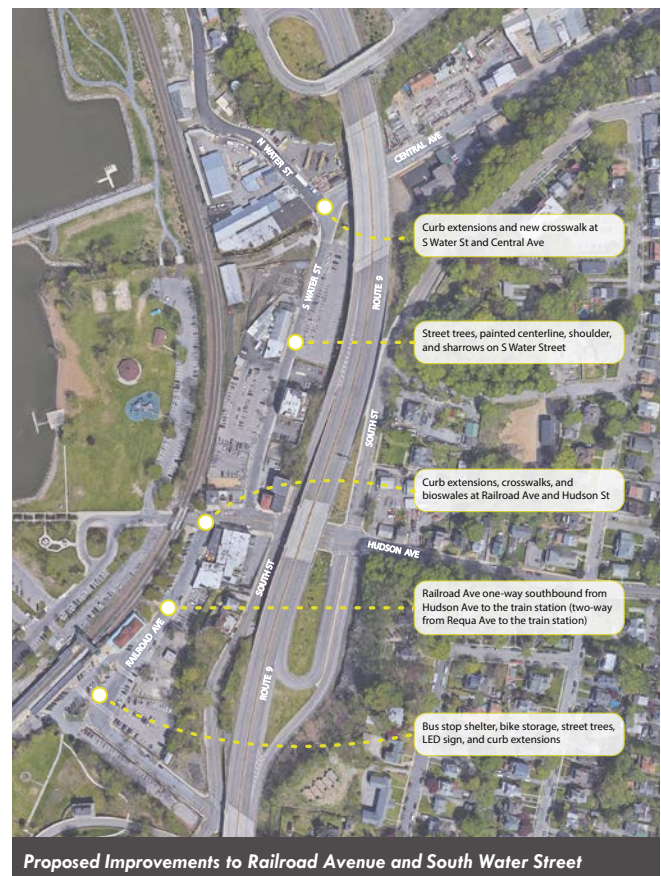 N WATER ST
CENTRAL AVE
Curb extensions and new crosswalk at
S Water St and Central Ave
S WATER ST
ROUTE 9
Street trees, painted centerline, shoulder,
and sharrows on S Water Street
SOUTH ST
Curb extensions, crosswalks, and
bioswales at Railroad Ave and Hudson St
HUDSON AVE
SOUTH ST
Railroad Ave one-way southbound from
Hudson Ave to the train station (two-way
from Requa Ave to the train station)
RAILROAD AVE
ROUTE 9
Bus stop shelter, bike storage, street trees,
LED sign, and curb extensions
Proposed Improvements to Railroad Avenue and South Water Street